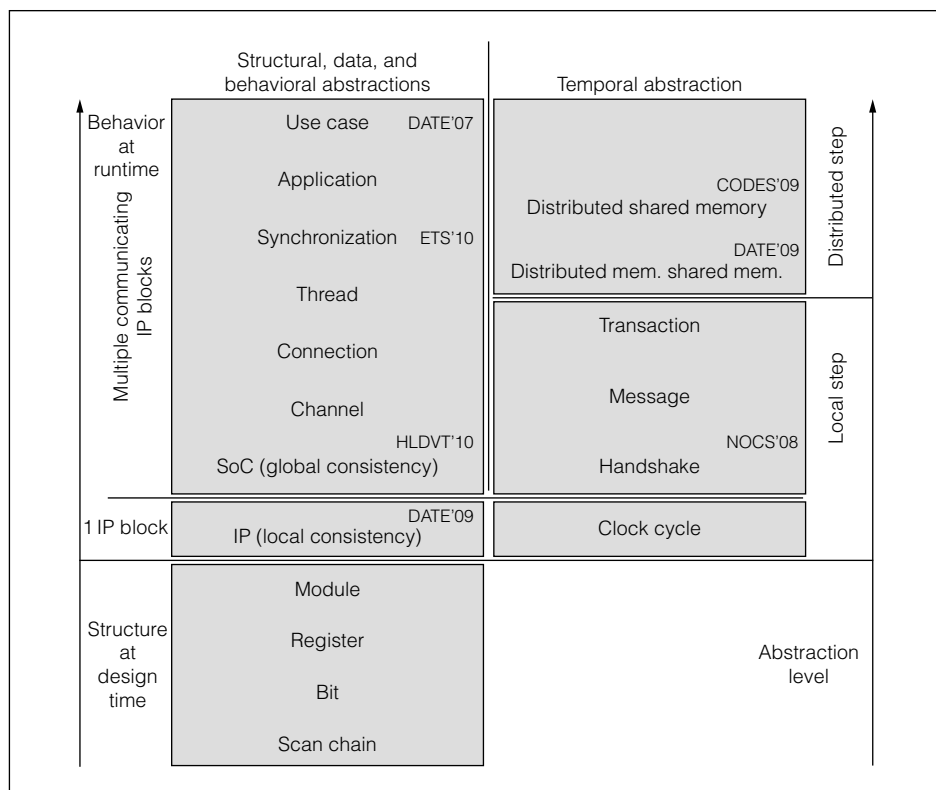 Structural, data, and
behavioral abstractions
Temporal abstraction
Behavior
at
runtime
Multiple communicating
IP blocks
Use case DATE'07
Application
Synchronization ETS'10
Thread
Connection
Channel
HLDVT'10
SoC (global consistency)
CODES'09
Distributed shared memory
DATE'09
Distributed mem. shared mem.
Distributed step
Transaction
Message
NOCS'08
Handshake
Local step
1 IP block
DATE'09
IP (local consistency)
Clock cycle
Structure
at
design
time
Module
Register
Bit
Scan chain
Abstraction
level